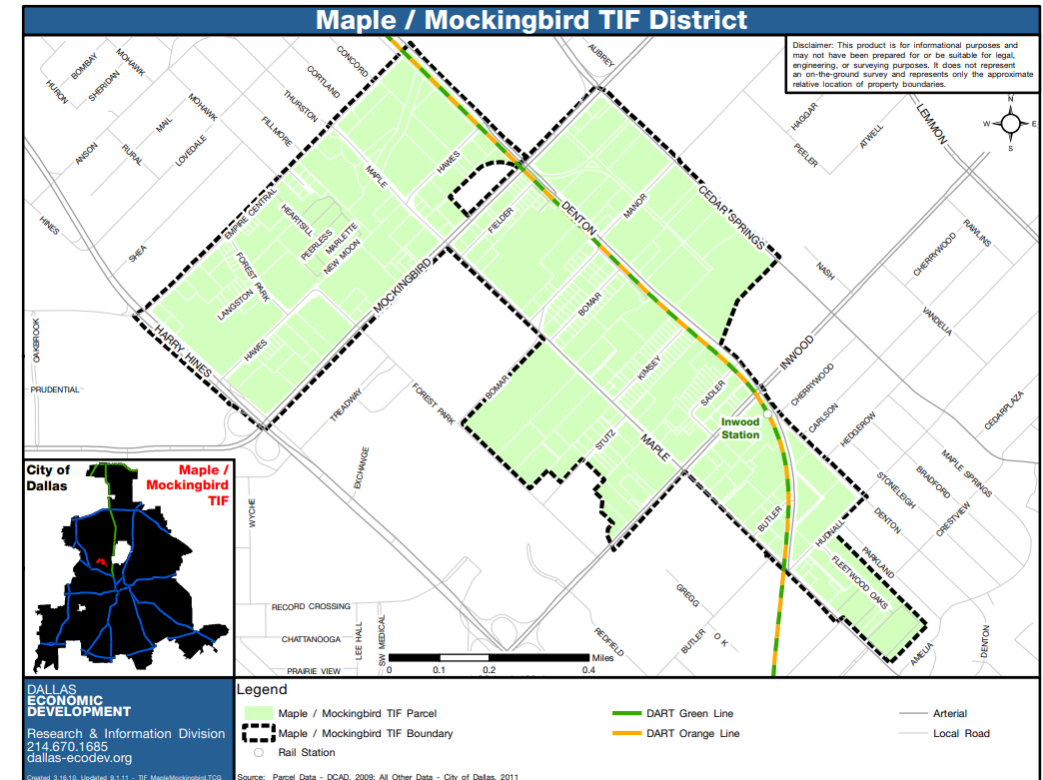 Maple / Mockingbird TIF District
Disclaimer: This product is for informational purposes and
may not have been prepared for or be suitable for legal,
engineering, or surveying purposes. It does not represent
an on-the-ground survey and represents only the approximate
relative location of property boundaries.
N
W
E
S
BOMBAY
MOHAWK
HURON
SHERIDAN
CONCORD
CORTLAND
THURSTON
FILLMORE
MOHAWK
MAIL
ANSON
RURAL
LOVEDALE
HINES
SHEA
AUBREY
HAGGAR
PEELER
ATWELL
LEMMON
MAPLE
HAWES
FIELDER
DENTON
MANOR
CEDAR SPRINGS
EMPIRE CENTRAL
HEARTSILL
PEERLESS
MARLETTE
NEW MOON
FOREST PARK
LANGSTON
HAWES
MOCKINGBIRD
HARRY HINES
OAKBROOK
PRUDENTIAL
RAWLINS
CHERRYWOOD
NASH
VANDELIA
INWOOD
CHERRYWOOD
CARLSON
HEDGEROW
CEDARPLAZA
BOMAR
KIMSEY
SADLER
BOMAR
STUTZ
MAPLE
Inwood
Station
TREADWAY
FOREST PARK
EXCHANGE
WYCHE
MAPLE SPRINGS
BRADFORD
STONELEIGH
DENTON
CRESTVIEW
BUTLER
HUDNALL
PARKLAND
FLEETWOOD OAKS
AMELIA
DENTON
GREGG
BUTLER
O K
REDFIELD
RECORD CROSSING
CHATTANOOGA
PRAIRIE VIEW
LEE HALL
SW MEDICAL
Miles
0
0.1
0.2
0.4
City of
Dallas
Maple /
Mockingbird
TIF
DALLAS
ECONOMIC
DEVELOPMENT
Research & Information Division
214.670.1685
dallas-ecodev.org
Created 3.16.10, Updated 9.1.11 - TIF_MapleMockingbird.TCG
Legend
Maple / Mockingbird TIF Parcel
Maple / Mockingbird TIF Boundary
Rail Station
DART Green Line
DART Orange Line
Arterial
Local Road
Source: Parcel Data - DCAD, 2009; All Other Data - City of Dallas, 2011